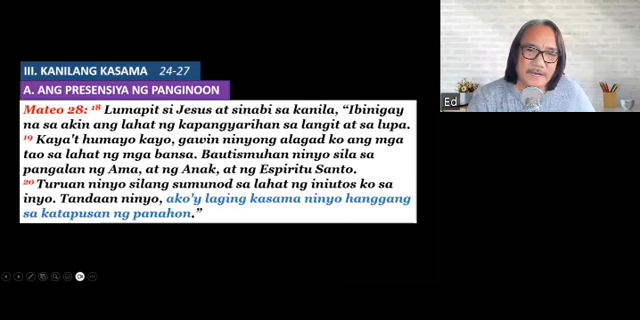 III. KANILANG KASAMA 24-27
A. ANG PRESENSIYA NG PANGINOON
Mateo 28: 18 Lumapit si Jesus at sinabi sa kanila, “Ibinigay
na sa akin ang lahat ng kapangyarihan sa langit at sa lupa.
19 Kaya't humayo kayo, gawin ninyong alagad ko ang mga
tao sa lahat ng mga bansa. Bautismuhan ninyo sila sa
pangalan ng Ama, at ng Anak, at ng Espiritu Santo.
20 Turuan ninyo silang sumunod sa lahat ng iniutos ko sa
inyo. Tandaan ninyo, ako'y laging kasama ninyo hanggang
sa katapusan ng panahon.”
Ed